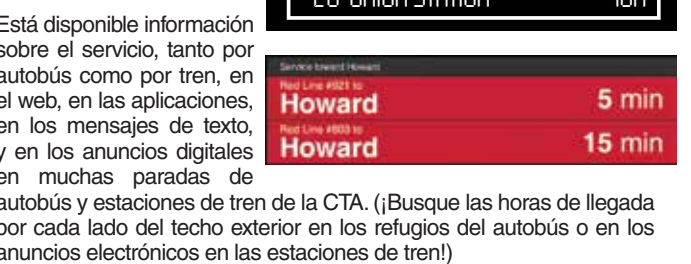 Está disponible información
sobre el servicio, tanto por
autobús como por tren, en
el web, en las aplicaciones,
en los mensajes de texto,
y en los anuncios digitales
en muchas paradas de
autobús y estaciones de tren de la CTA. (¡Busque las horas de llegada
por cada lado del techo exterior en los refugios del autobús o en los
anuncios electrónicos en las estaciones de tren!)
Service toward Howard
Red Line #821 to
Howard 5 min
Red Line #803 to
Howard 15 min